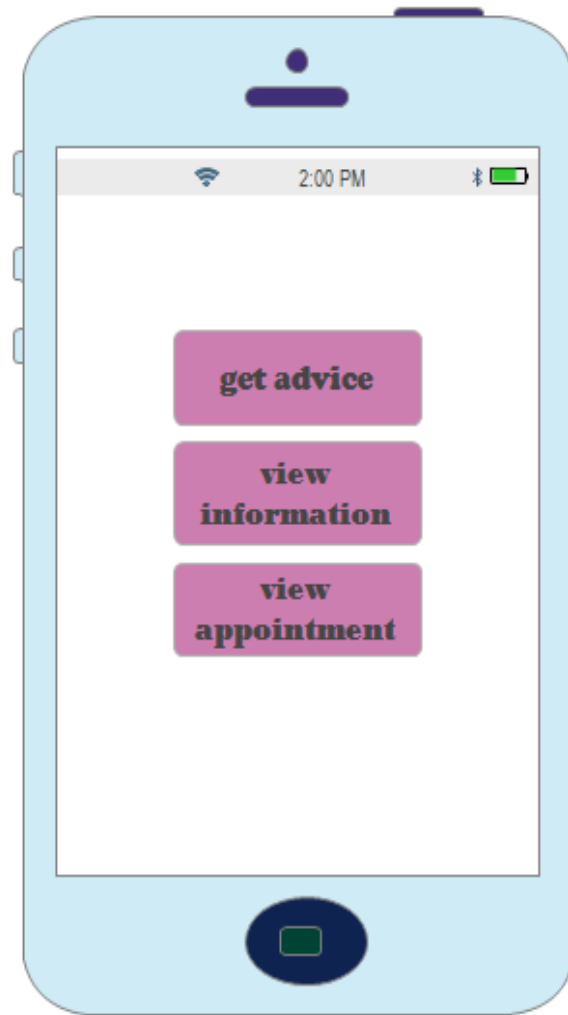 2:00 PM
get advice
view
information
view
appointment